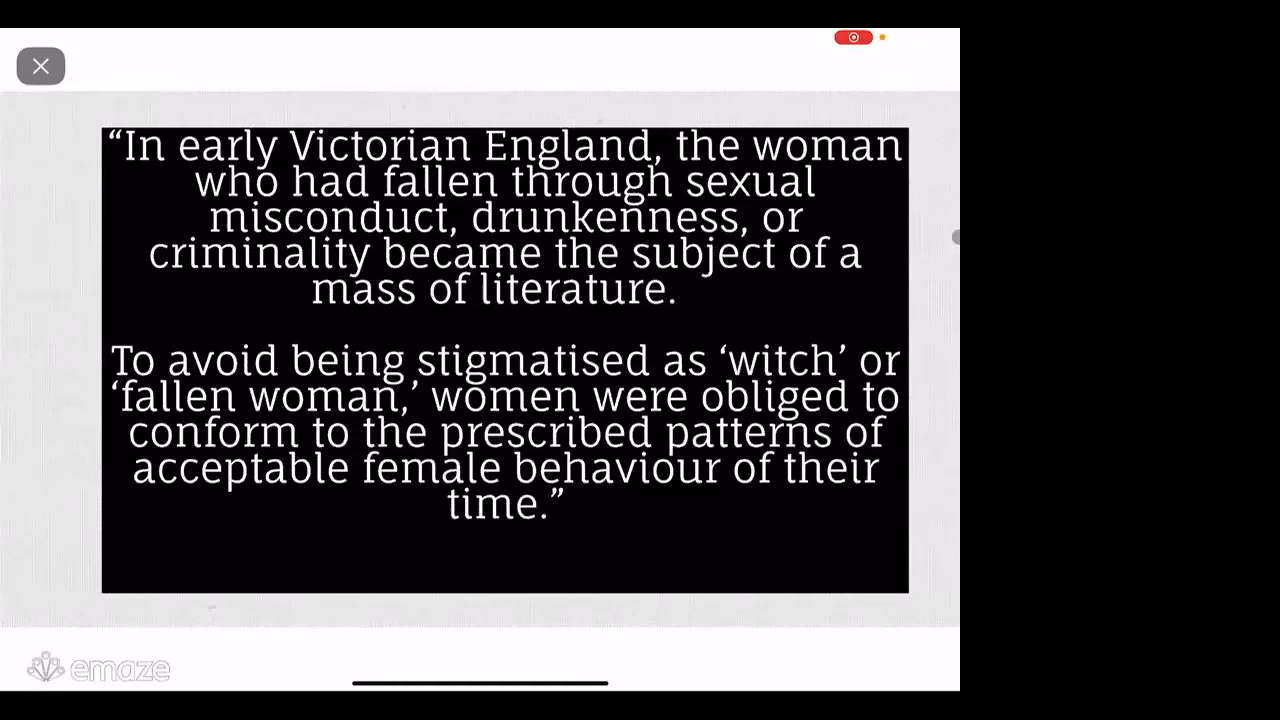 “In early Victorian England, the woman
who had fallen through sexual
misconduct, drunkenness, or
criminality became the subject of a
mass of literature.
To avoid being stigmatised as ‘witch’ or
‘fallen woman,’ women were obliged to
conform to the prescribed patterns of
acceptable female behaviour of their
time.”
emaze